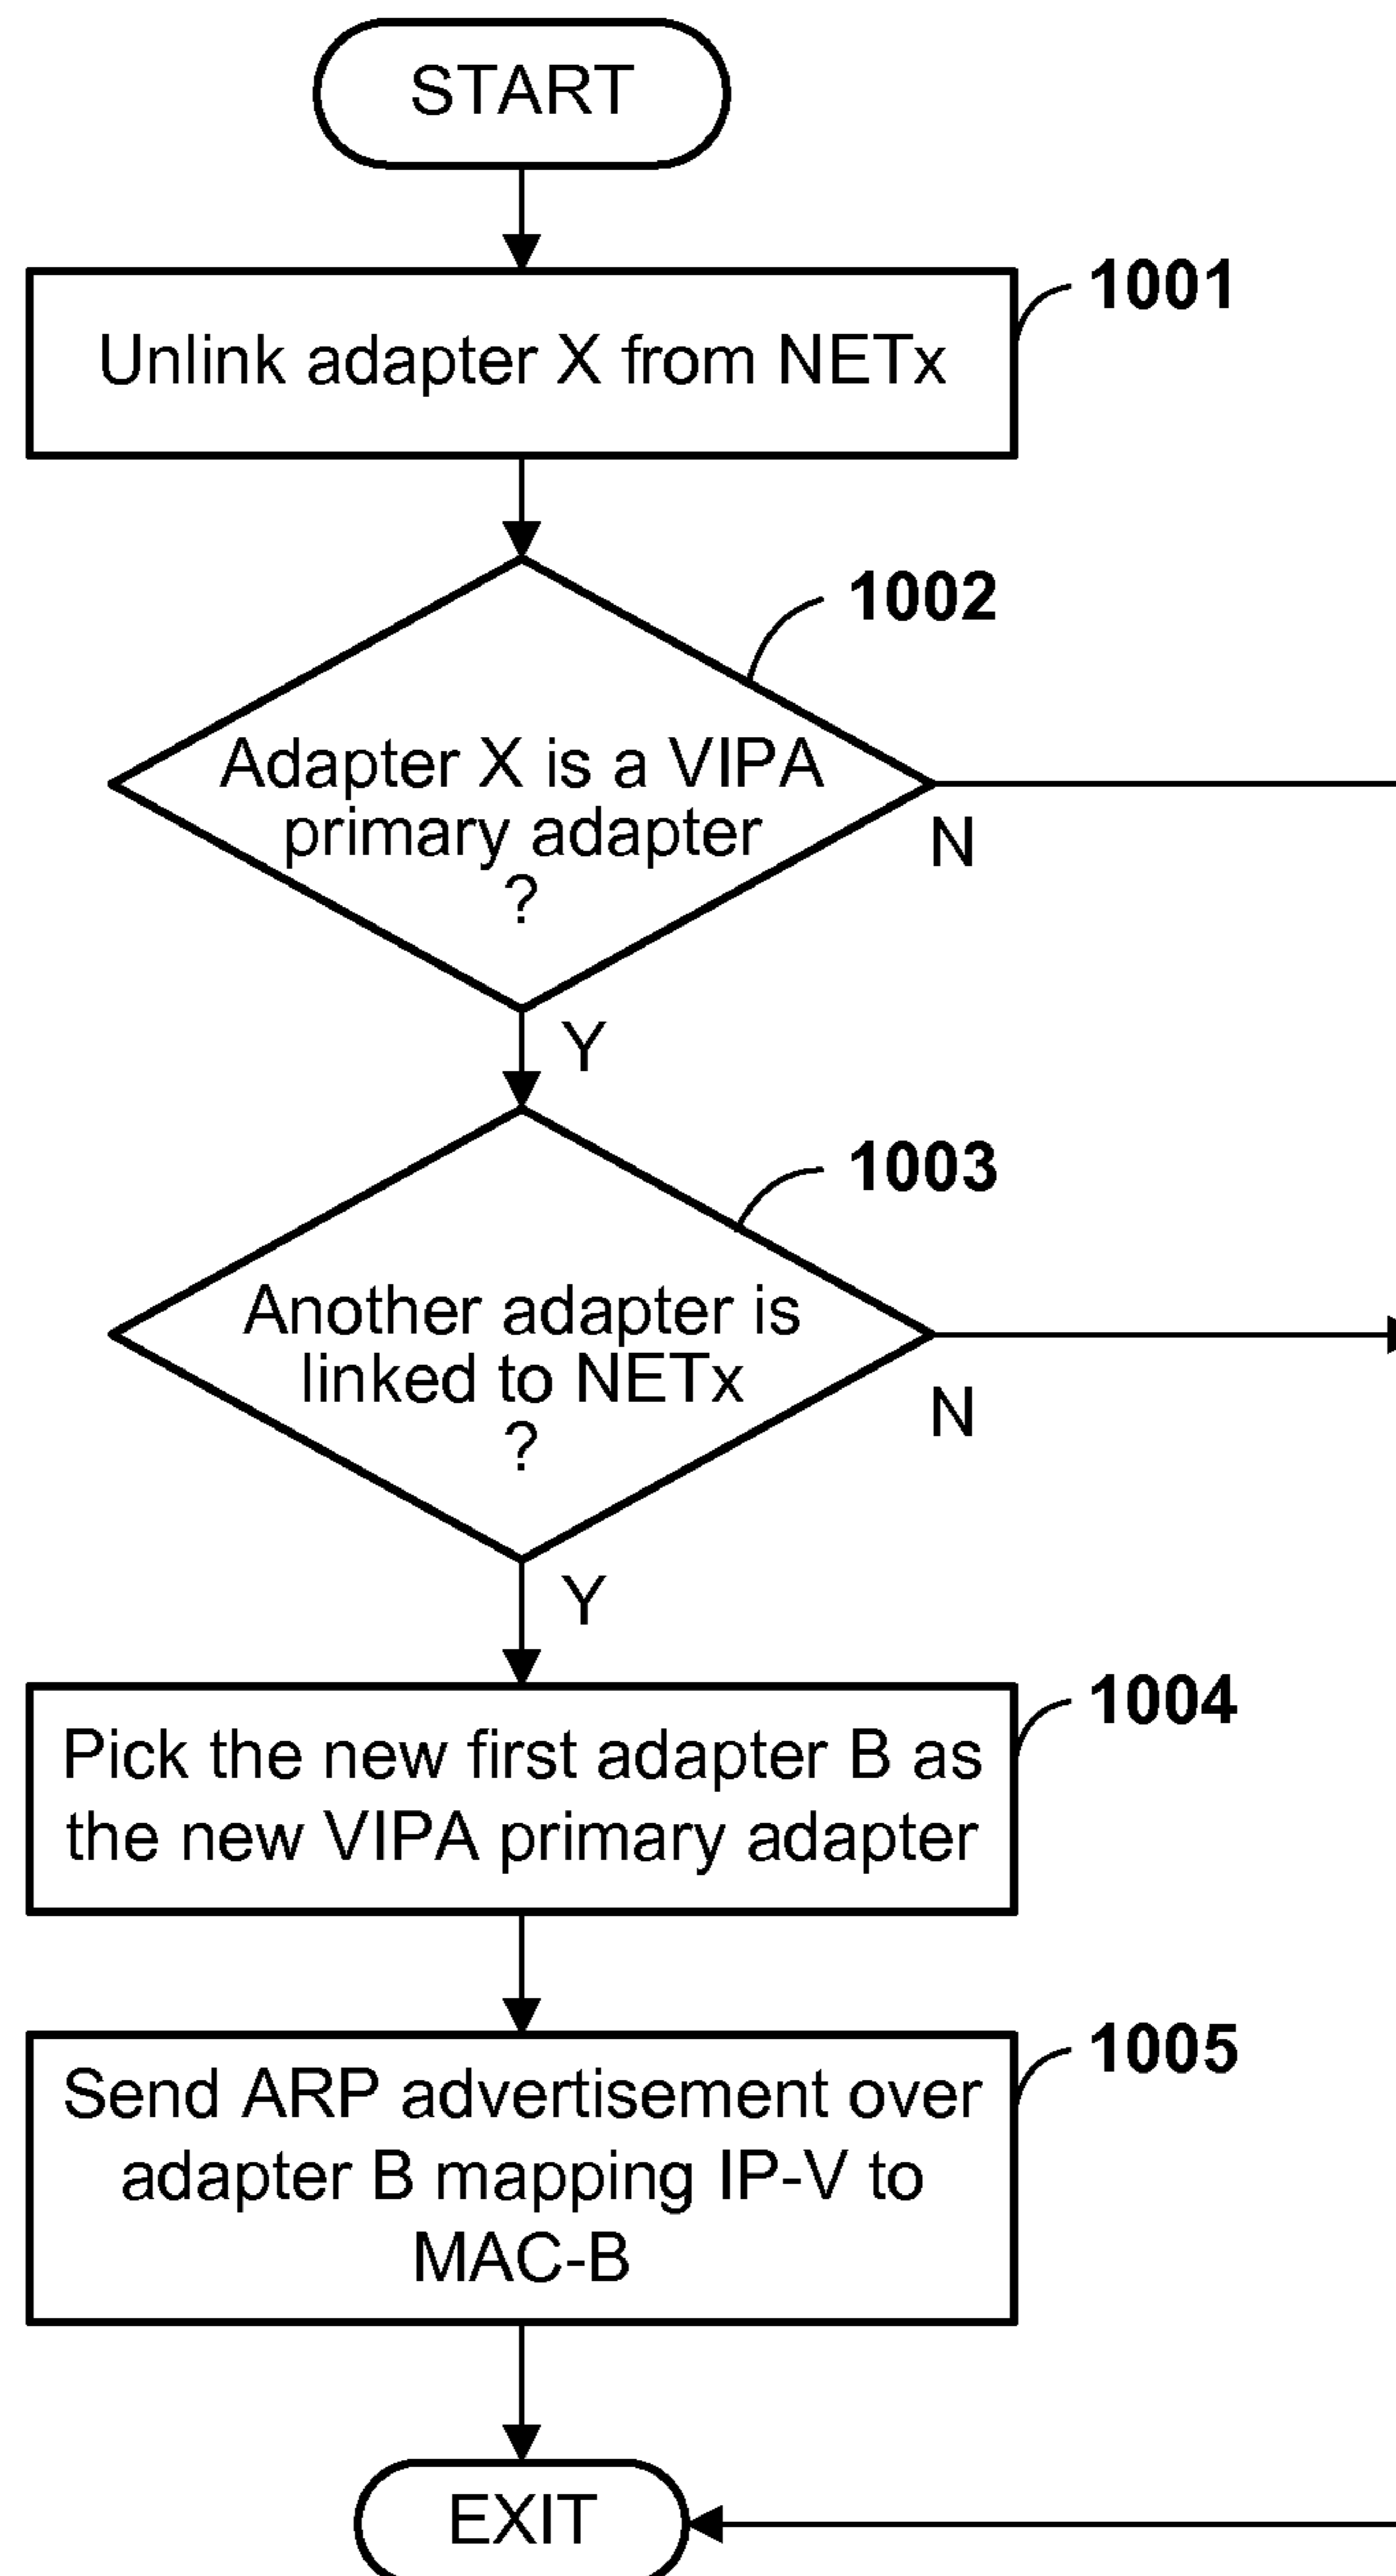 START
1001
Unlink adapter X from NETx
1002
Adapter X is a VIPA
primary adapter
?
N
Y
1003
Another adapter is
linked to NETx
?
N
Y
1004
Pick the new first adapter B as
the new VIPA primary adapter
1005
Send ARP advertisement over
adapter B mapping IP-V to
MAC-B
EXIT